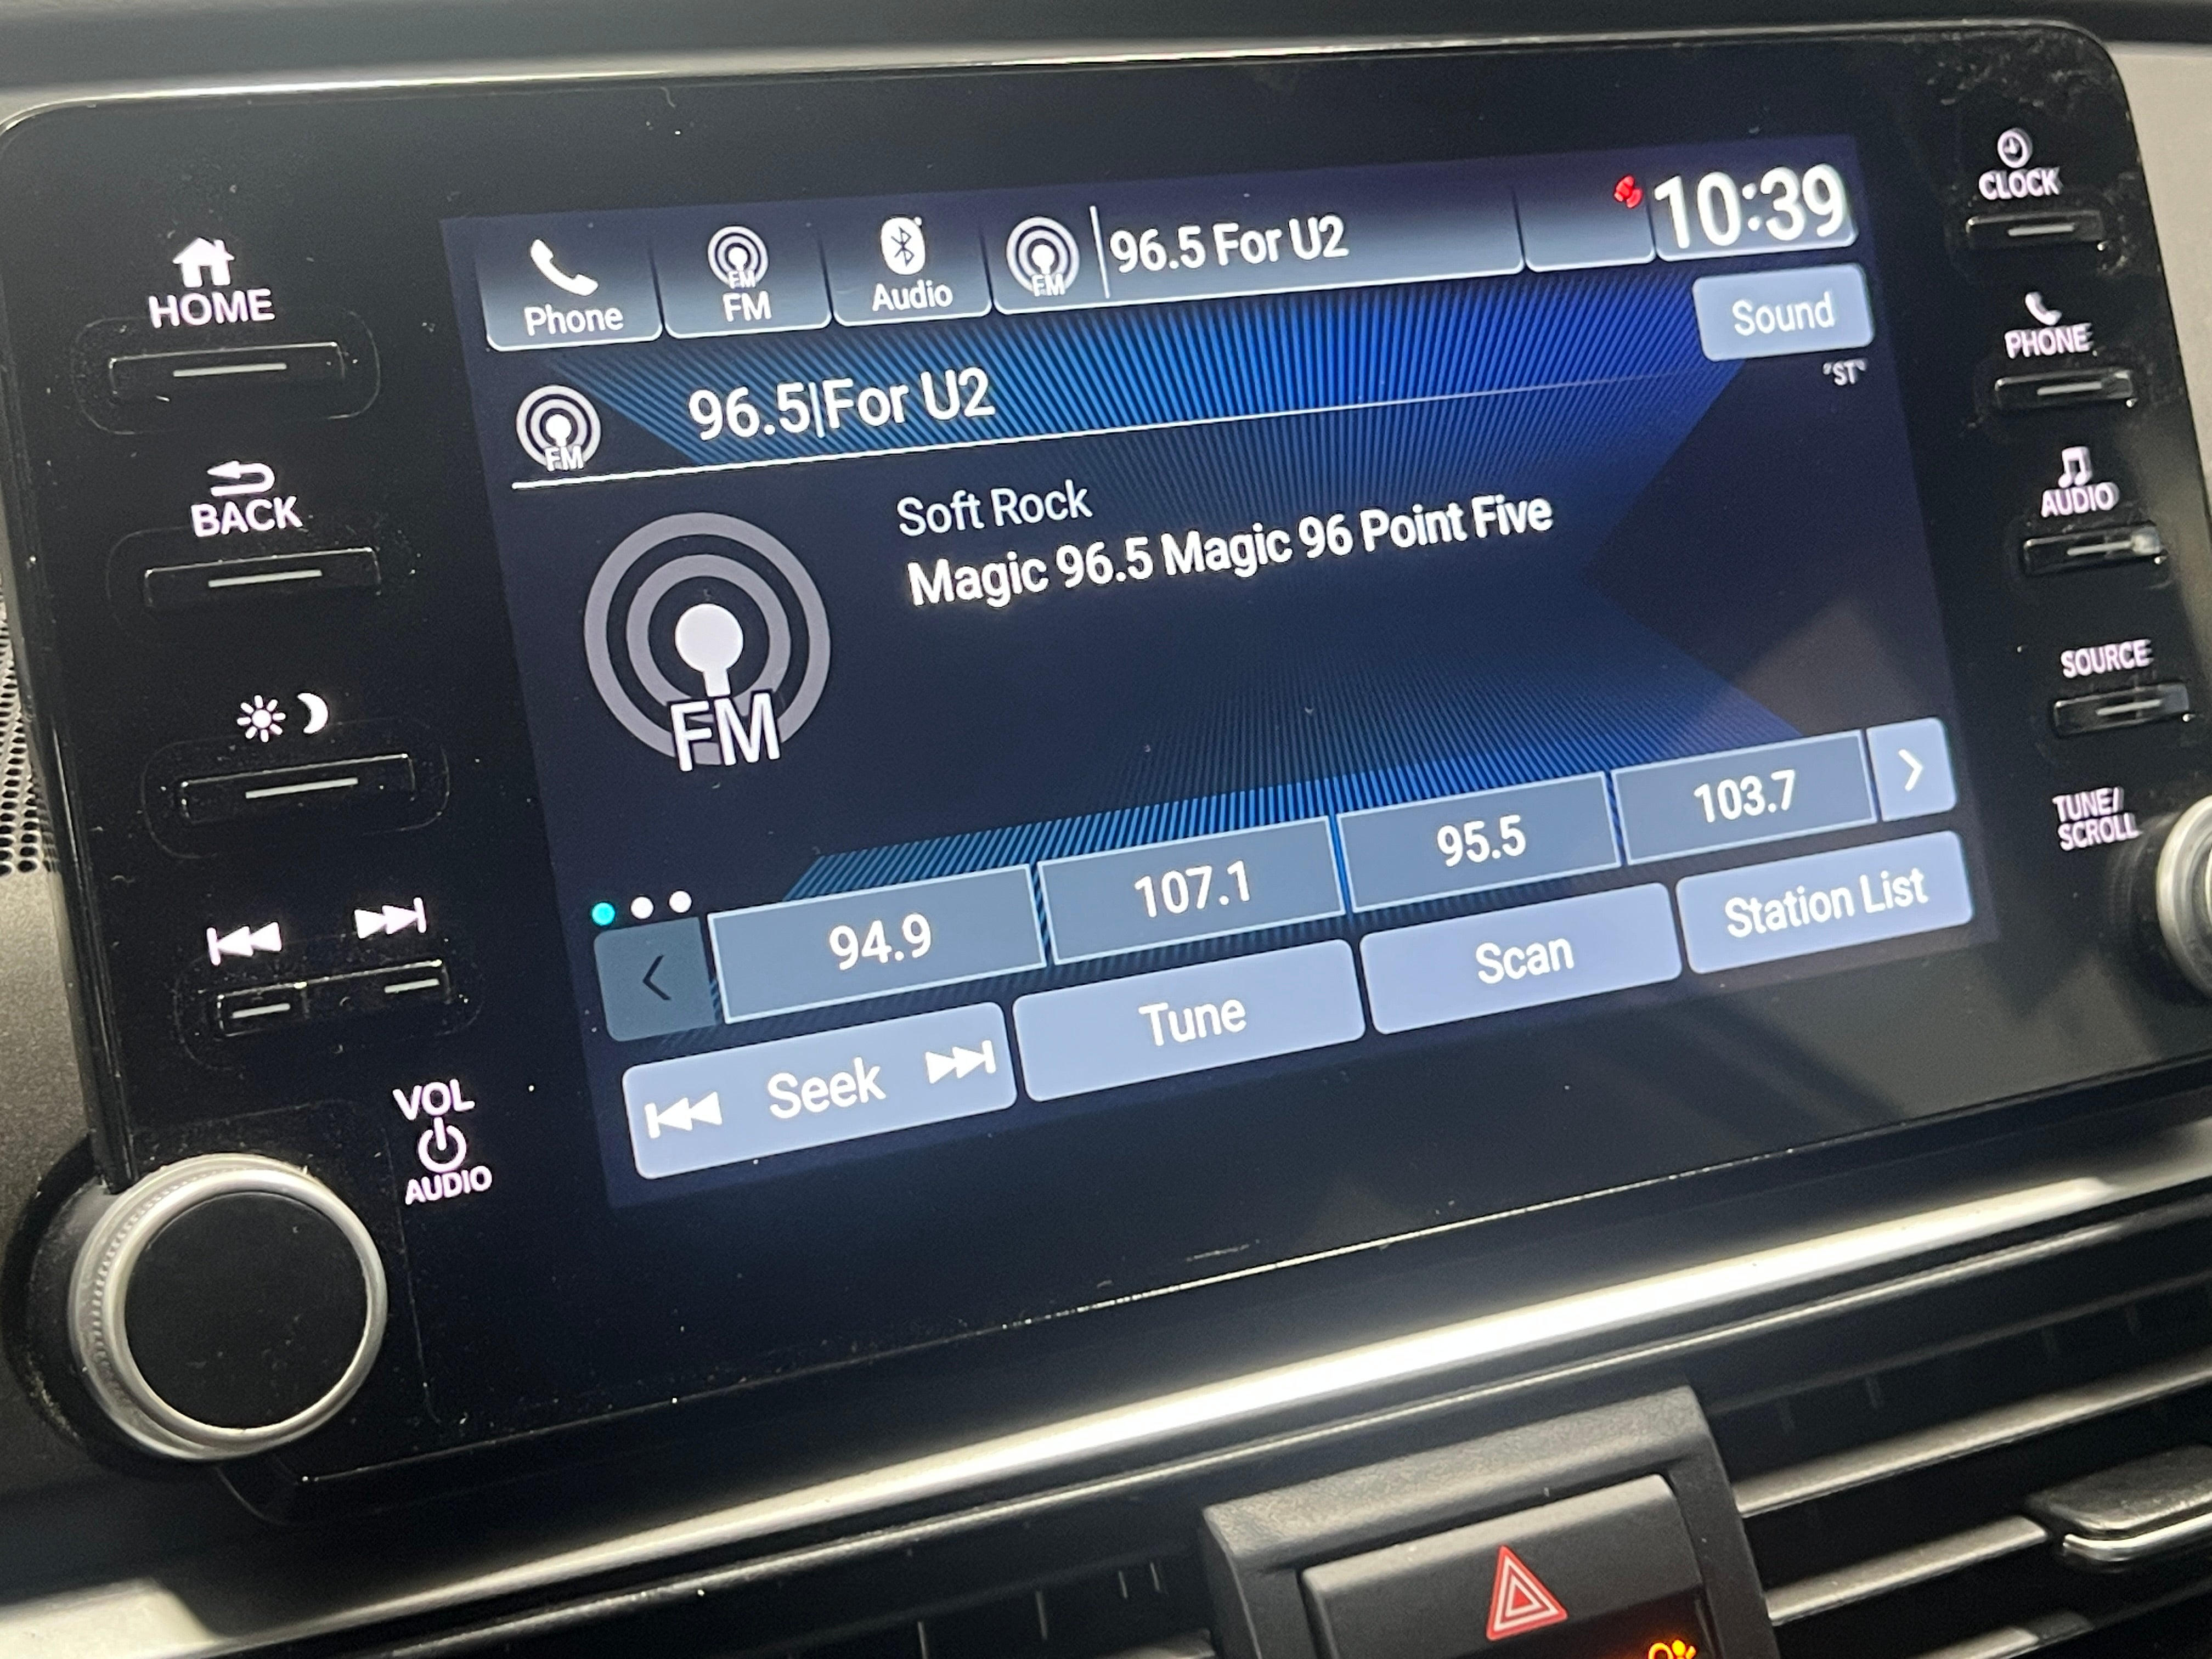 HOME
BACK
VOL
AUDIO
Phone
FM
FM
Audio
FM
96.5 For U2
10:39
Sound
"ST"
FM
96.5|For U2
Soft Rock
Magic 96.5 Magic 96 Point Five
FM
94.9
107.1
95.5
103.7
Seek
Tune
Scan
Station List
CLOCK
PHONE
AUDIO
SOURCE
TUNE/
SCROLL